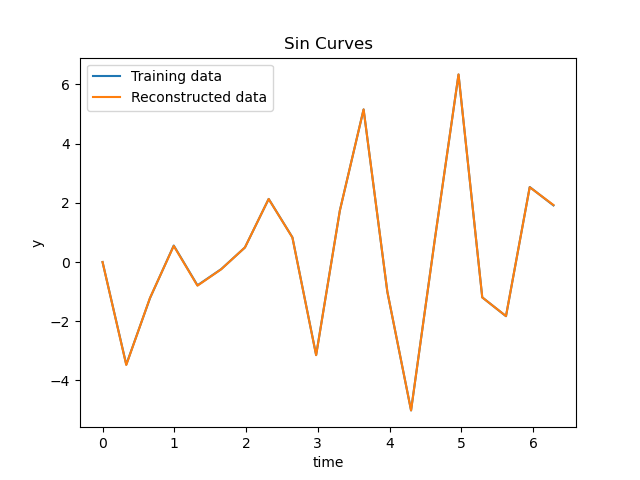 Sin Curves
Training data
Reconstructed data
6
4
2
0
−2
−4
y
0 1 2 3 4 5 6
time